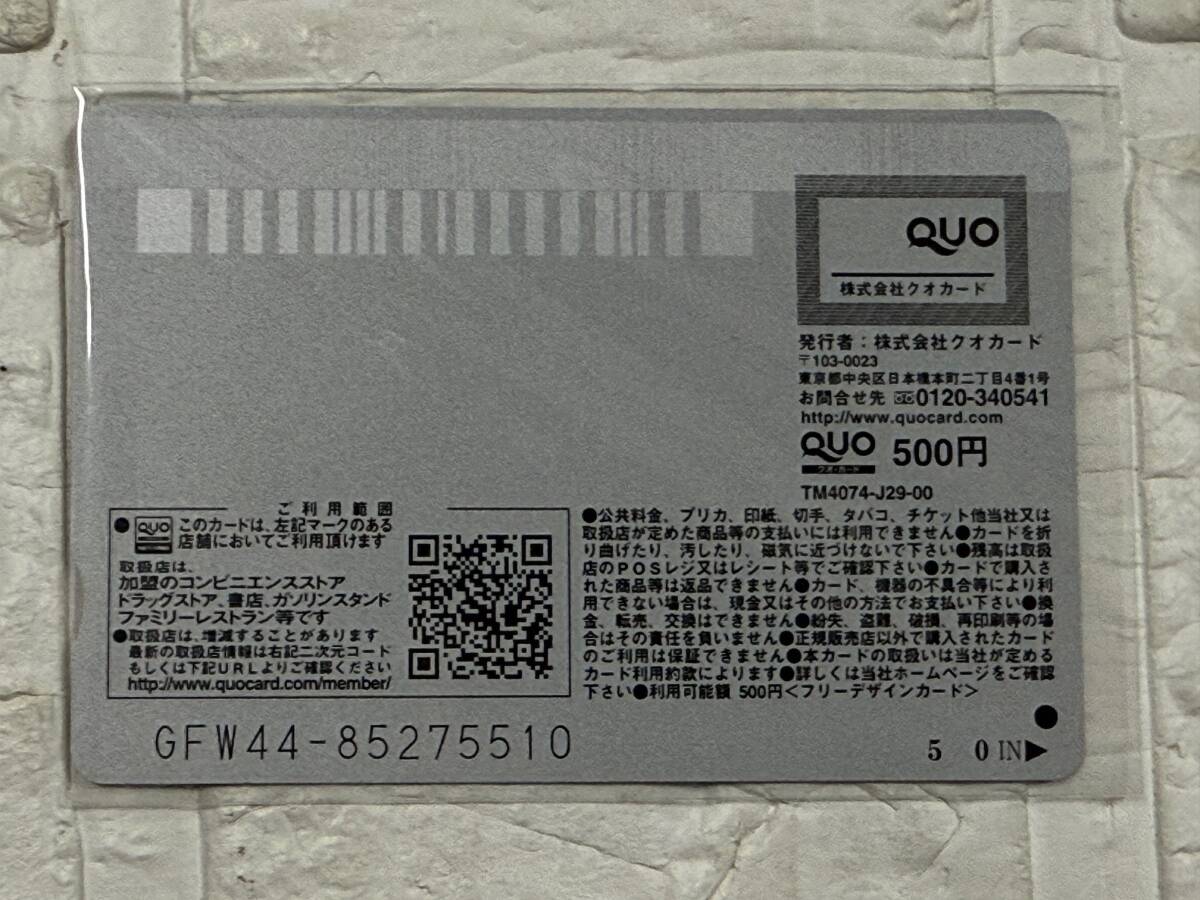 QUO
株式会社クオカード
発行者：株式会社クオカード
〒103-0023
東京都中央区日本橋本町二丁目4番1号
お問合せ先 0120-340541
http://www.quocard.com
QUO 500円
クオ・カード
TM4074-J29-00
ご利用範囲
●QUO このカードは、左記マークのある
店舗においてご利用頂けます
取扱店は、
加盟のコンビニエンスストア
ドラッグストア、書店、ガソリンスタンド
ファミリーレストラン等です
●取扱店は、増減することがあります
最新の取扱店情報は右記二次元コード
もしくは下記URLよりご確認ください
http://www.quocard.com/member/
●公共料金、プリカ、印紙、切手、タバコ、チケット他当社又は
取扱店が定めた商品等の支払いには利用できません●カードを折
り曲げたり、汚したり、磁気に近づけないで下さい●残高は取扱
店のPOSレジ又はレシート等でご確認下さい●カードで購入さ
れた商品等は返品できません●カード、機器の不具合等により利
用できない場合は、現金又はその他の方法でお支払い下さい●換
金、転売、交換はできません●紛失、盗難、破損、再印刷等の場
合はその責任を負いません●正規販売店以外で購入されたカード
のご利用は保証できません●本カードの取扱いは当社が定める
カード利用約款によります●詳しくは当社ホームページをご確認
下さい●利用可能額 500円＜フリーデザインカード＞
GFW44-85275510
5 0 IN▶